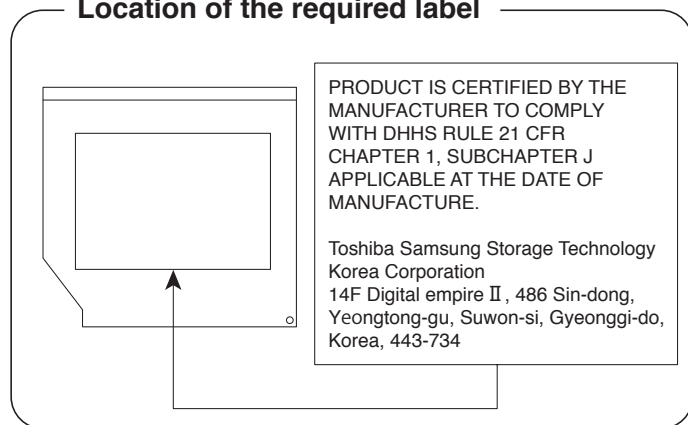 Location of the required label
PRODUCT IS CERTIFIED BY THE
MANUFACTURER TO COMPLY
WITH DHHS RULE 21 CFR
CHAPTER 1, SUBCHAPTER J
APPLICABLE AT THE DATE OF
MANUFACTURE.
Toshiba Samsung Storage Technology
Korea Corporation
14F Digital empire Ⅱ, 486 Sin-dong,
Yeongtong-gu, Suwon-si, Gyeonggi-do,
Korea, 443-734